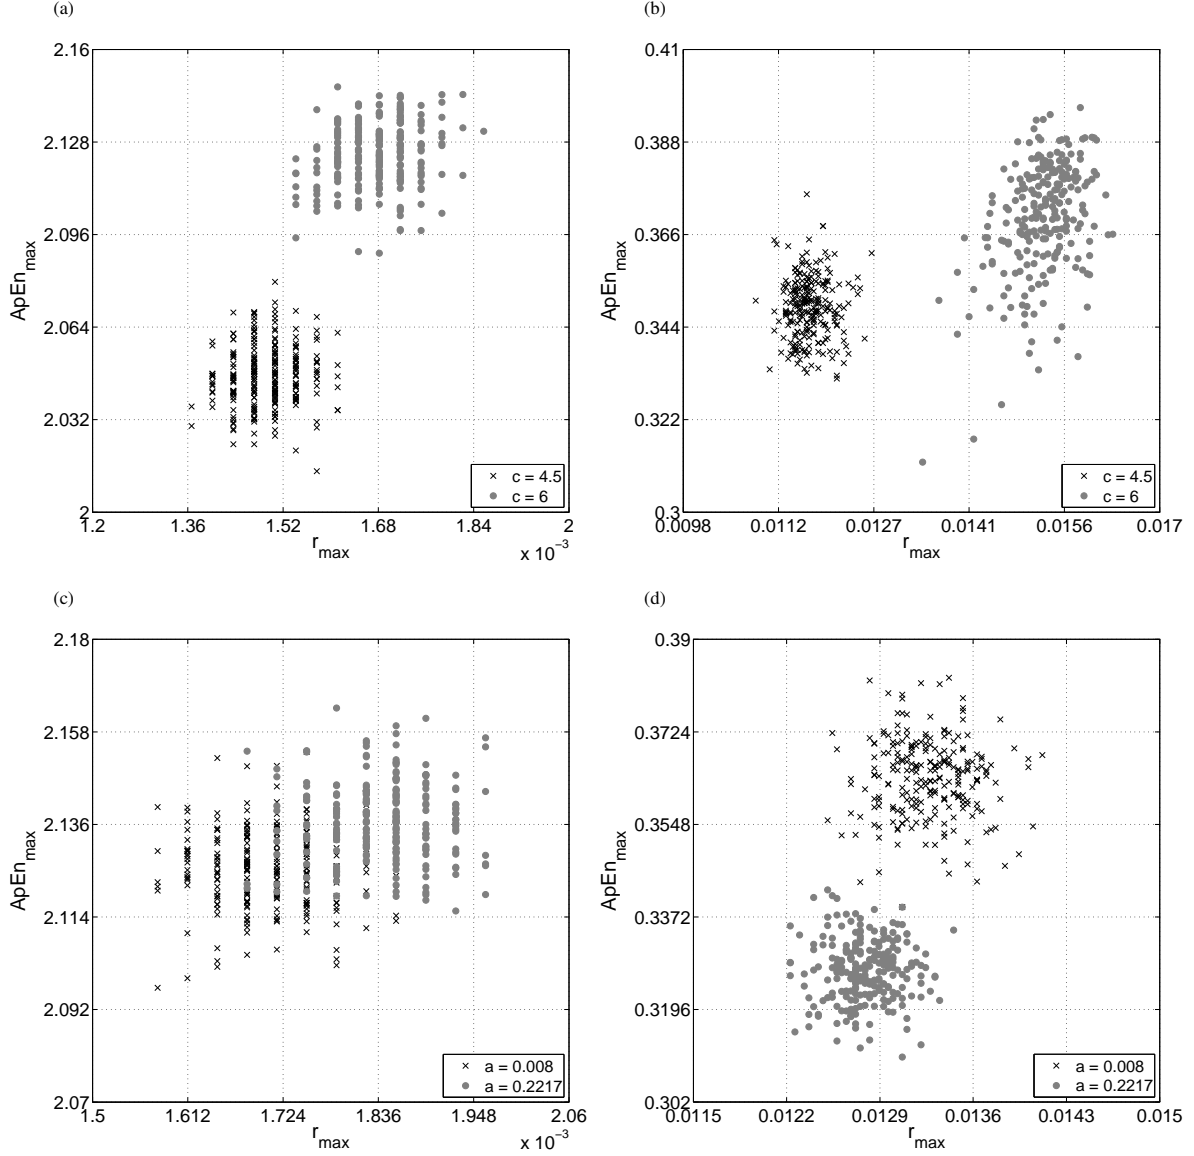 (a)
2.16
2.128
2.096
2.064
2.032
2
ApEn_max
1.2 1.36 1.52 1.68 1.84 2
r_max
x 10^−3
c = 4.5
c = 6
(b)
0.41
0.388
0.366
0.344
0.322
0.3
ApEn_max
0.0098 0.0112 0.0127 0.0141 0.0156 0.017
r_max
c = 4.5
c = 6
(c)
2.18
2.158
2.136
2.114
2.092
2.07
ApEn_max
1.5 1.612 1.724 1.836 1.948 2.06
r_max
x 10^−3
a = 0.008
a = 0.2217
(d)
0.39
0.3724
0.3548
0.3372
0.3196
0.302
ApEn_max
0.0115 0.0122 0.0129 0.0136 0.0143 0.015
r_max
a = 0.008
a = 0.2217